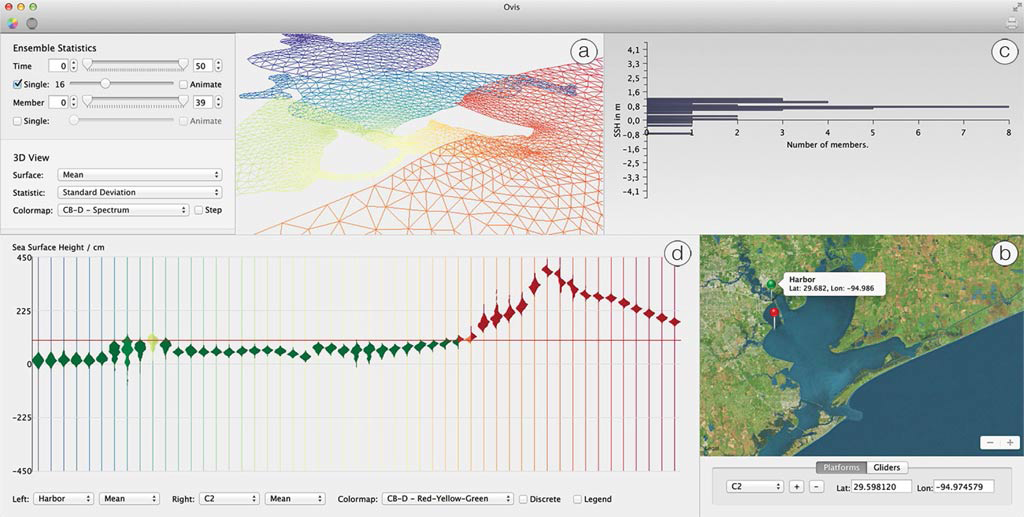 Ovis
Ensemble Statistics
Time 0 50
Single: 16 Animate
Member 0 39
Single: Animate
3D View
Surface: Mean
Statistic: Standard Deviation
Colormap: CB-D - Spectrum Step
a
c
SSH in m
4,1
3,1
2,3
1,6
0,8
0,0
-0,8
-1,6
-2,3
-3,1
-4,1
0 1 2 3 4 5 6 7 8
Number of members.
Sea Surface Height / cm
d
450
225
0
-225
-450
Left: Harbor Mean Right: C2 Mean Colormap: CB-D - Red-Yellow-Green Discrete Legend
b
Harbor
Lat: 29.682, Lon: -94.986
Platforms Gliders
C2 + - Lat: 29.598120 Lon: -94.974579